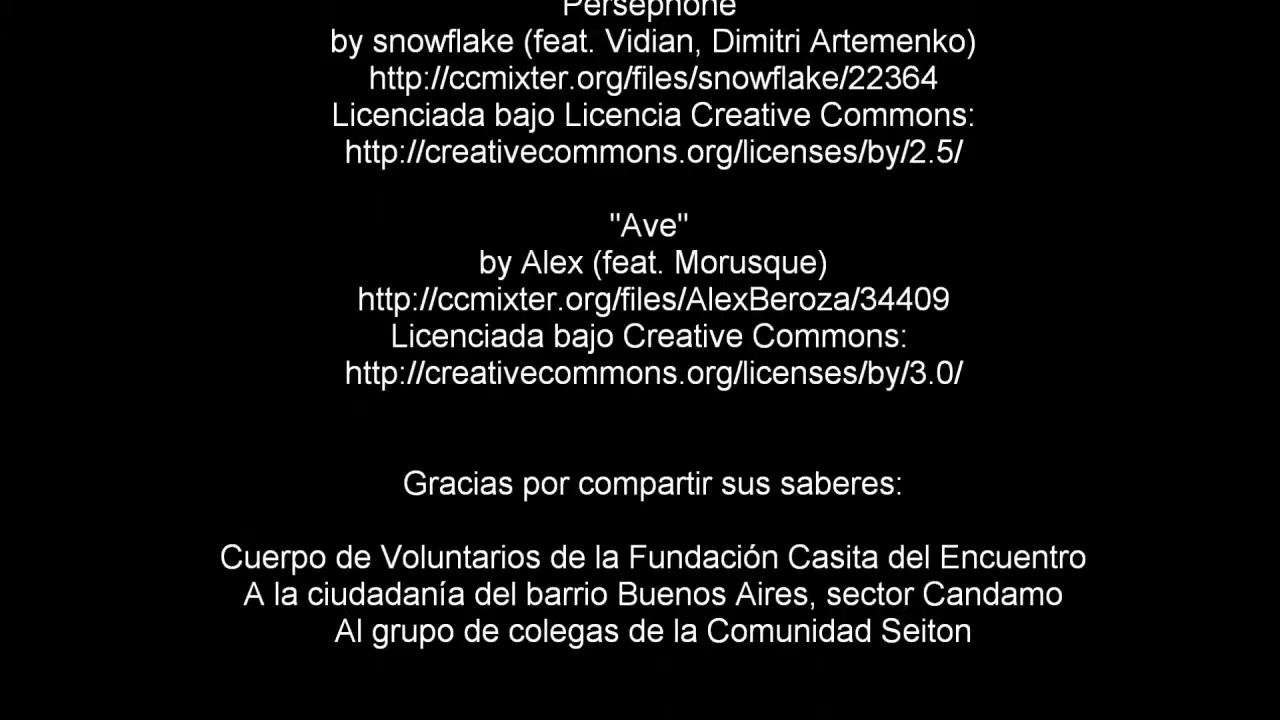 Persephone
by snowflake (feat. Vidian, Dimitri Artemenko)
http://ccmixter.org/files/snowflake/22364
Licenciada bajo Licencia Creative Commons:
http://creativecommons.org/licenses/by/2.5/
"Ave"
by Alex (feat. Morusque)
http://ccmixter.org/files/AlexBeroza/34409
Licenciada bajo Creative Commons:
http://creativecommons.org/licenses/by/3.0/
Gracias por compartir sus saberes:
Cuerpo de Voluntarios de la Fundación Casita del Encuentro
A la ciudadanía del barrio Buenos Aires, sector Candamo
Al grupo de colegas de la Comunidad Seiton